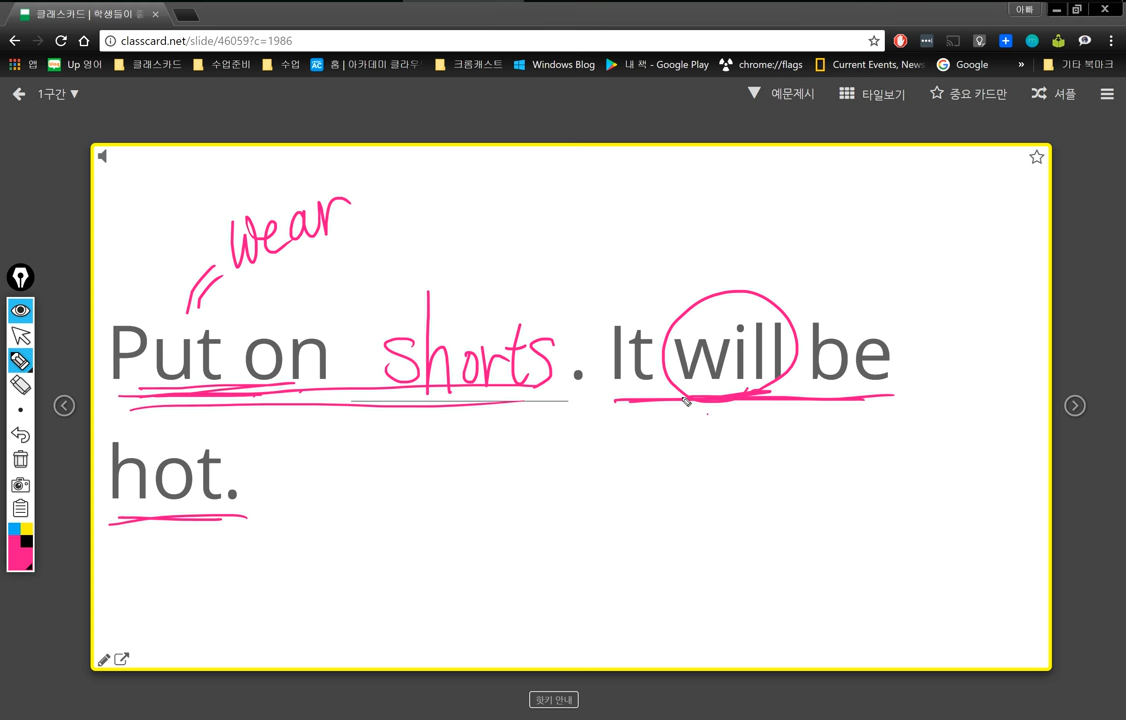 클래스카드 | 학생들이 좋
아빠
classcard.net/slide/46059?c=1986
앱 Up 영어 클래스카드 수업준비 수업 홈 | 아카데미 클라우 크롬캐스트 Windows Blog 내 책 - Google Play chrome://flags Current Events, News Google » 기타 북마크
1구간 ▼ ▼ 예문제시 타일보기 중요 카드만 셔플
wear
Put on shorts. It will be
hot.
핫키 안내